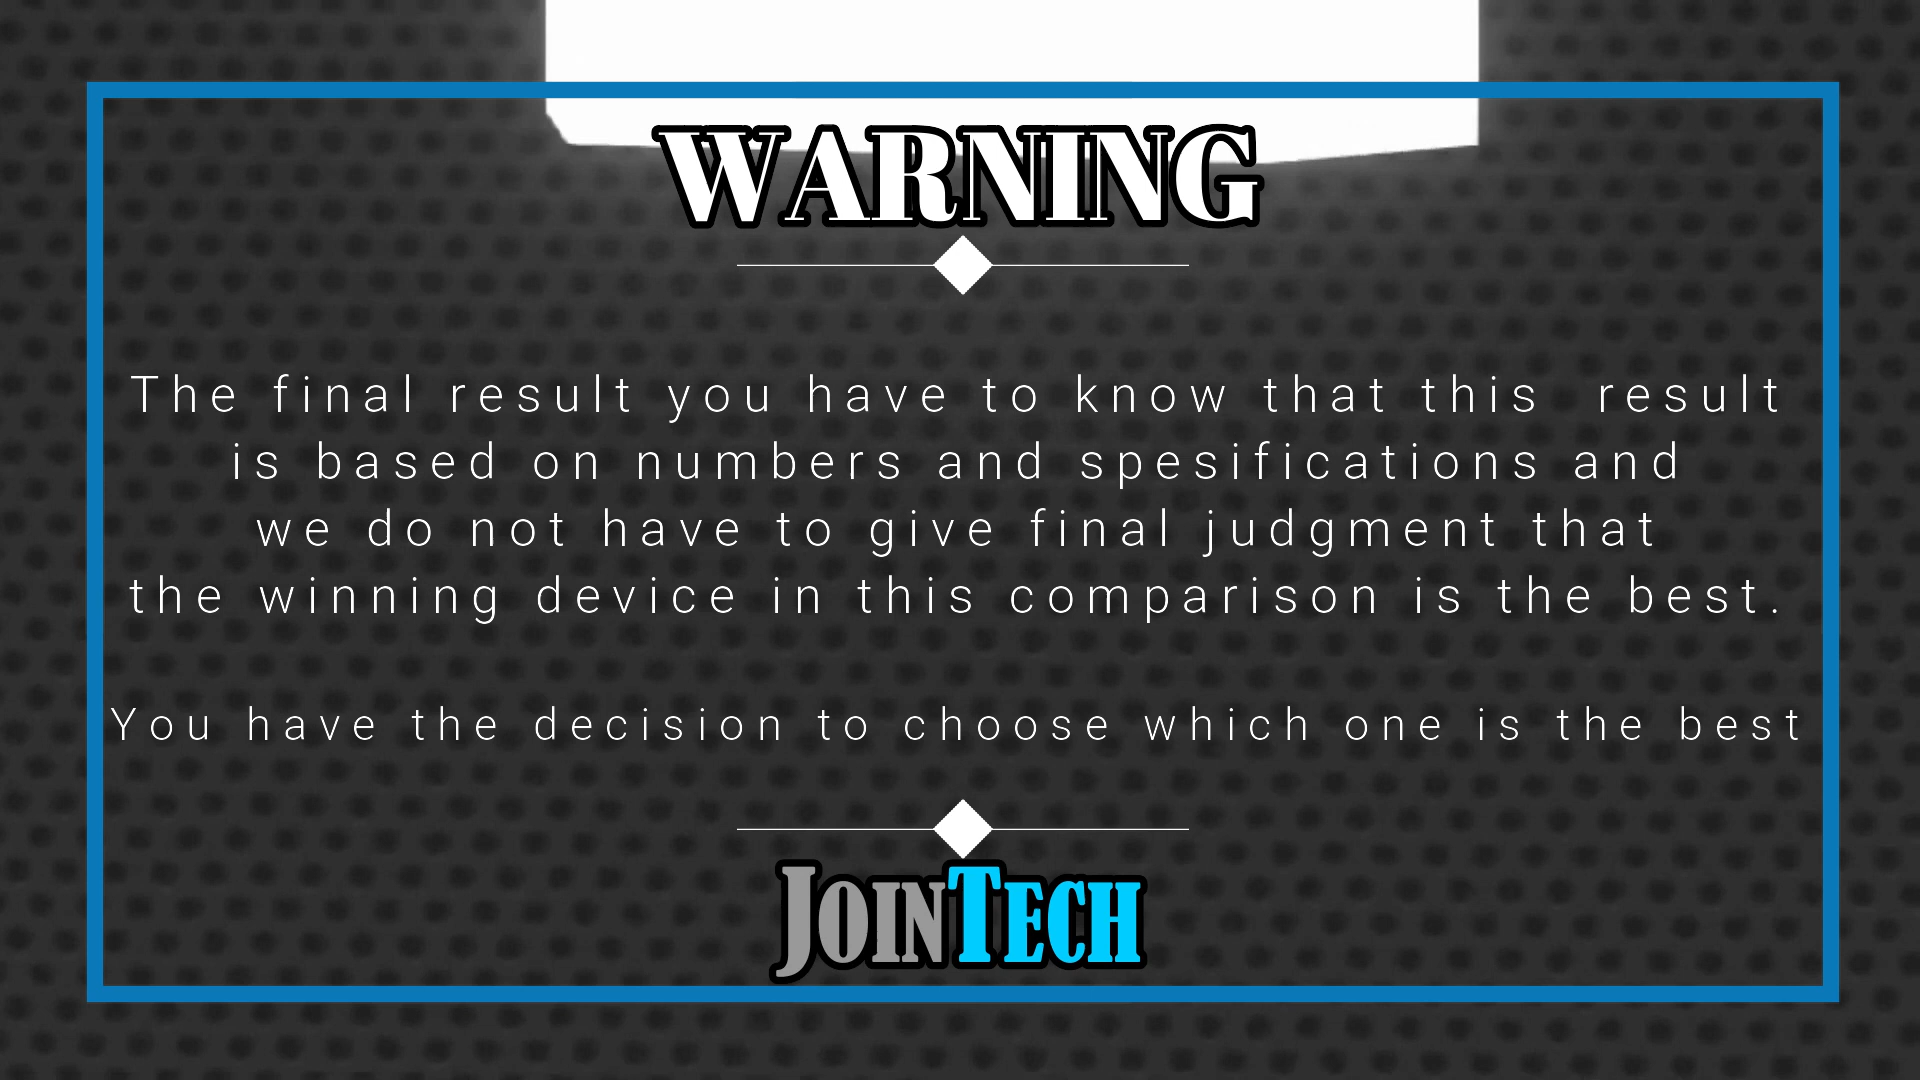 WARNING
The final result you have to know that this  result
is based on numbers and spesifications and
we do not have to give final judgment that
the winning device in this comparison is the best.
You have the decision to choose which one is the best
JOINTECH